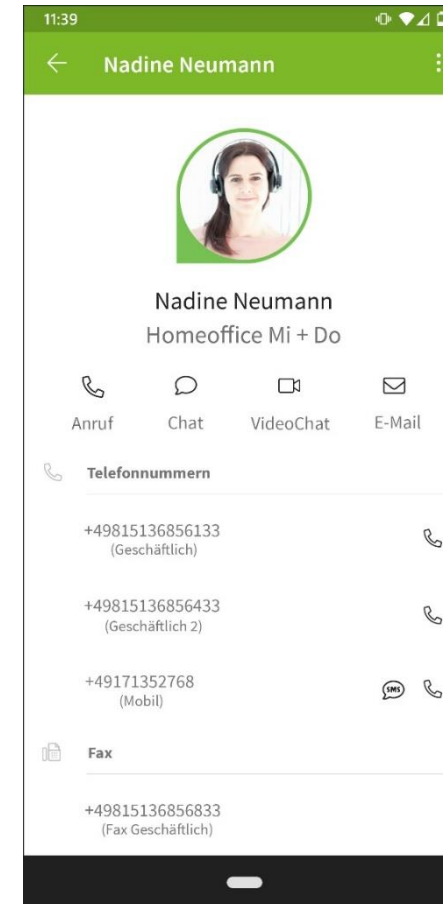 11:39
Nadine Neumann
Nadine Neumann
Homeoffice Mi + Do
Anruf Chat VideoChat E-Mail
Telefonnummern
+49815136856133
(Geschäftlich)
+49815136856433
(Geschäftlich 2)
+49171352768
SMS
(Mobil)
Fax
+49815136856833
(Fax Geschäftlich)